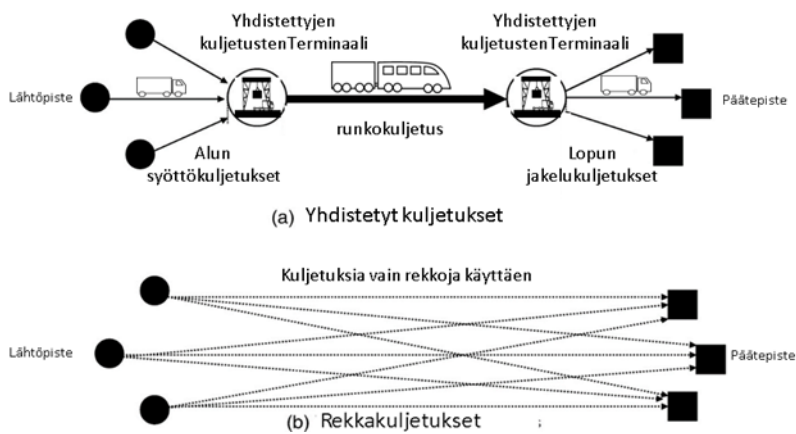 Yhdistettyjen
kuljetustenTerminaali
Yhdistettyjen
kuljetustenTerminaali
Lähtöpiste
Päätepiste
runkokuljetus
Alun
syöttökuljetukset
Lopun
jakelukuljetukset
(a) Yhdistetyt kuljetukset
Kuljetuksia vain rekkoja käyttäen
Lähtöpiste
Päätepiste
(b) Rekkakuljetukset ;